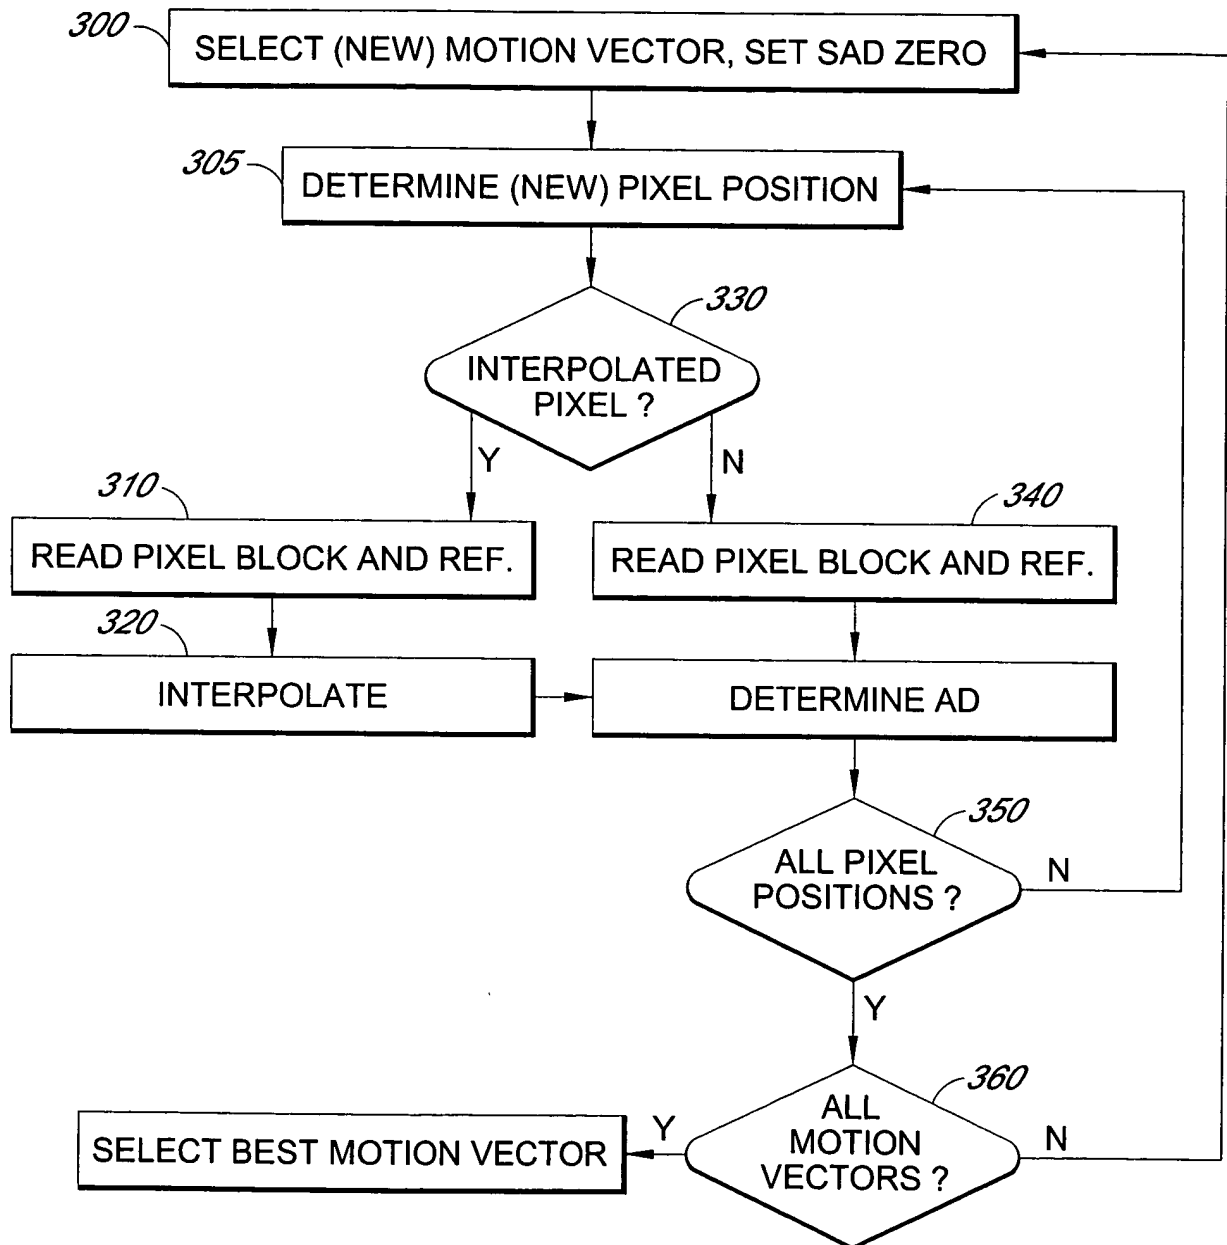 300
SELECT (NEW) MOTION VECTOR, SET SAD ZERO
305
DETERMINE (NEW) PIXEL POSITION
330
INTERPOLATED
PIXEL ?
Y
N
310
READ PIXEL BLOCK AND REF.
340
READ PIXEL BLOCK AND REF.
320
INTERPOLATE
DETERMINE AD
350
ALL PIXEL
POSITIONS ?
N
Y
360
ALL
MOTION
VECTORS ?
Y
N
SELECT BEST MOTION VECTOR